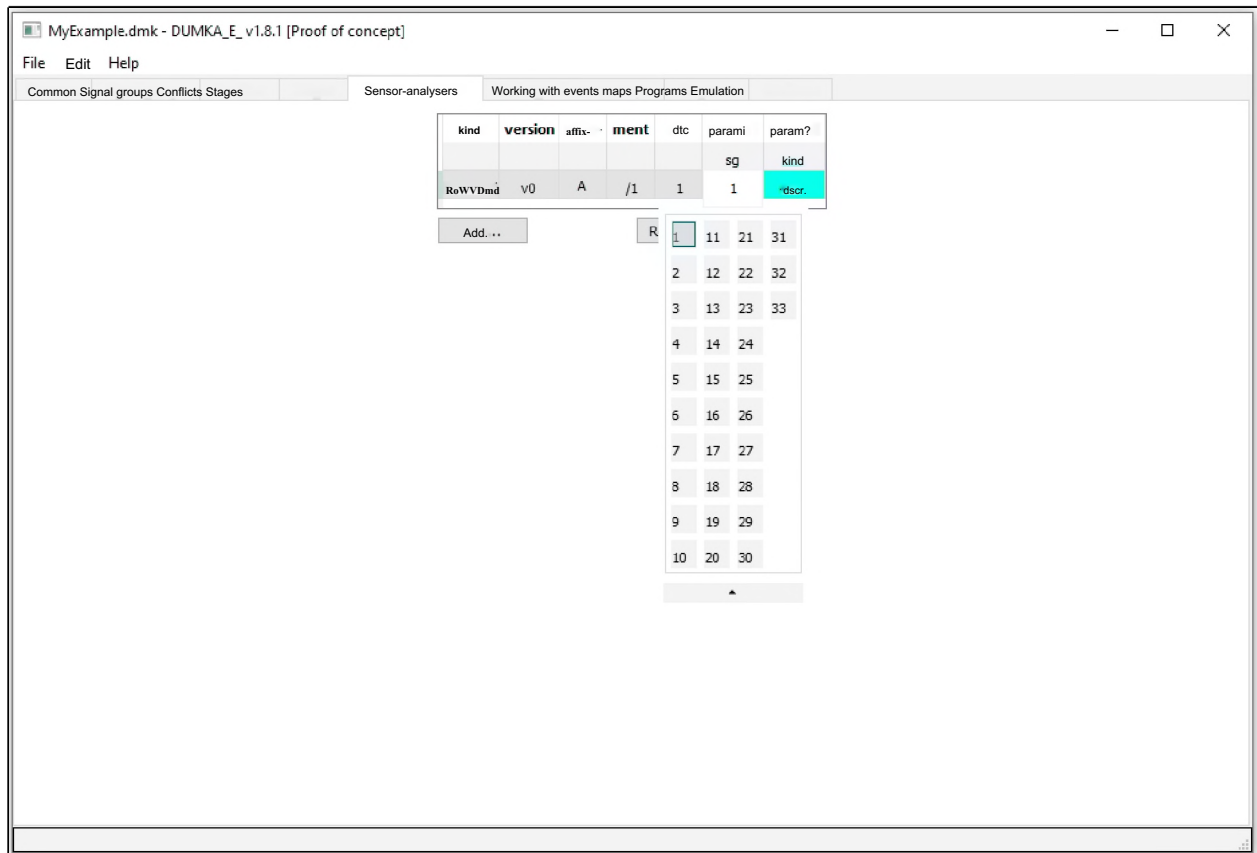 MyExample.dmk - DUMKA_E_ v1.8.1 [Proof of concept]
File Edit Help
Common Signal groups Conflicts Stages Sensor-analysers Working with events maps Programs Emulation
kind version affix- ment dtc parami param?
sg kind
RoWVDmd v0 A /1 1 1 dscr.
Add. .. R
1 11 21 31
2 12 22 32
3 13 23 33
4 14 24
5 15 25
6 16 26
7 17 27
8 18 28
9 19 29
10 20 30